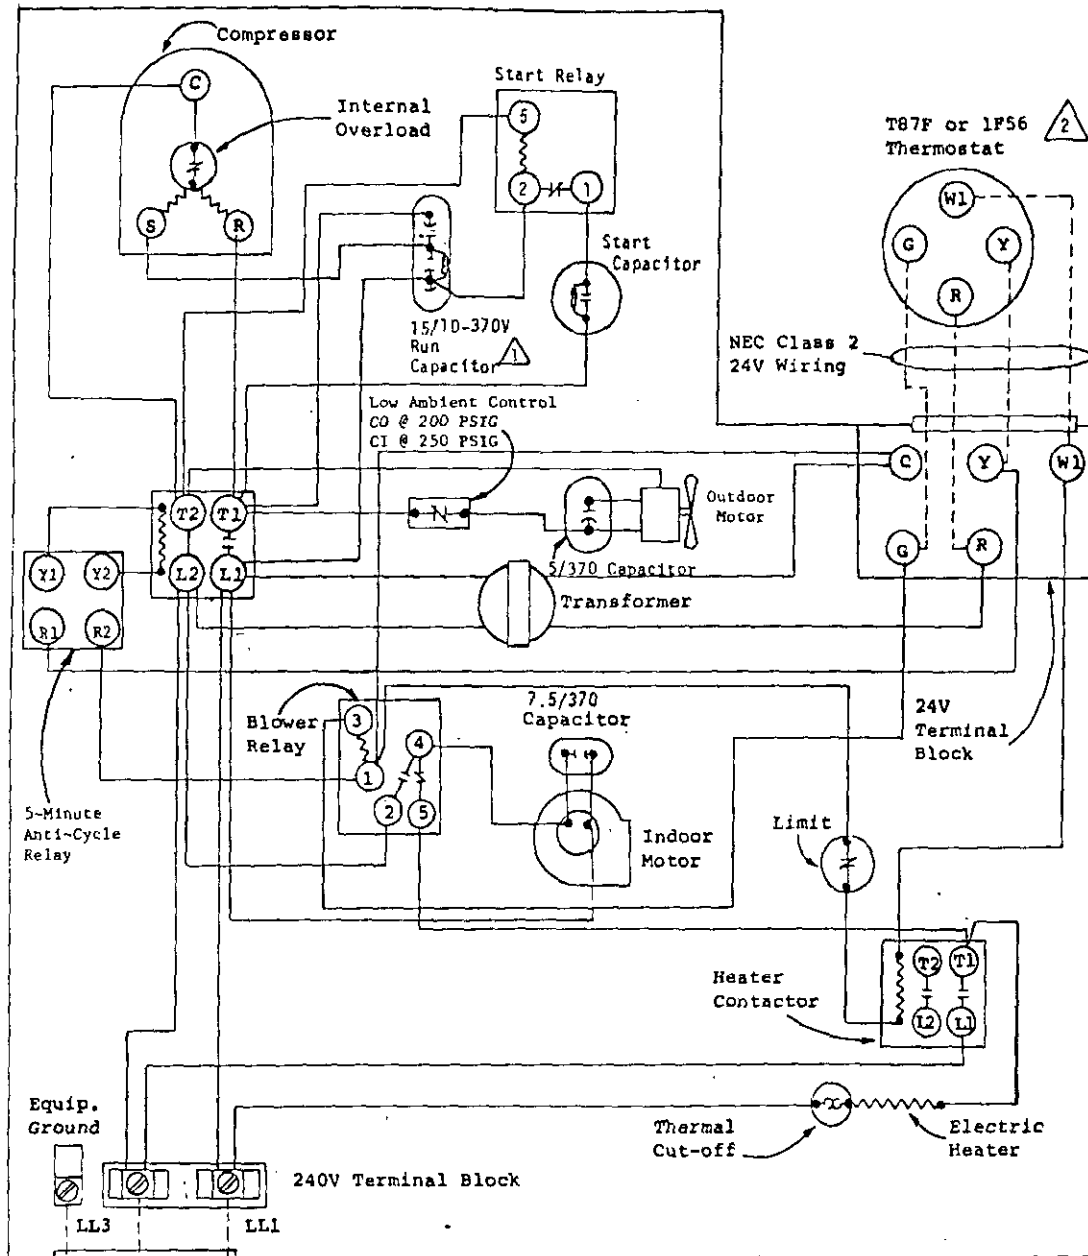 Compressor
C
Internal
Overload
S
R
Start Relay
5
2
1
Start
Capacitor
15/10-370V
Run
Capacitor
1
T87F or 1F56
Thermostat
2
W1
G
Y
R
NEC Class 2
24V Wiring
Low Ambient Control
CO @ 200 PSIG
CI @ 250 PSIG
C
Y
W1
G
R
T2
T1
L2
L1
Outdoor
Motor
5/370 Capacitor
Transformer
Y1
Y2
R1
R2
5-Minute
Anti-Cycle
Relay
Blower
Relay
3
4
1
2
5
7.5/370
Capacitor
Indoor
Motor
24V
Terminal
Block
Limit
Heater
Contactor
T2
T1
L2
L1
Thermal
Cut-off
Electric
Heater
Equip.
Ground
240V Terminal Block
LL3
LL1